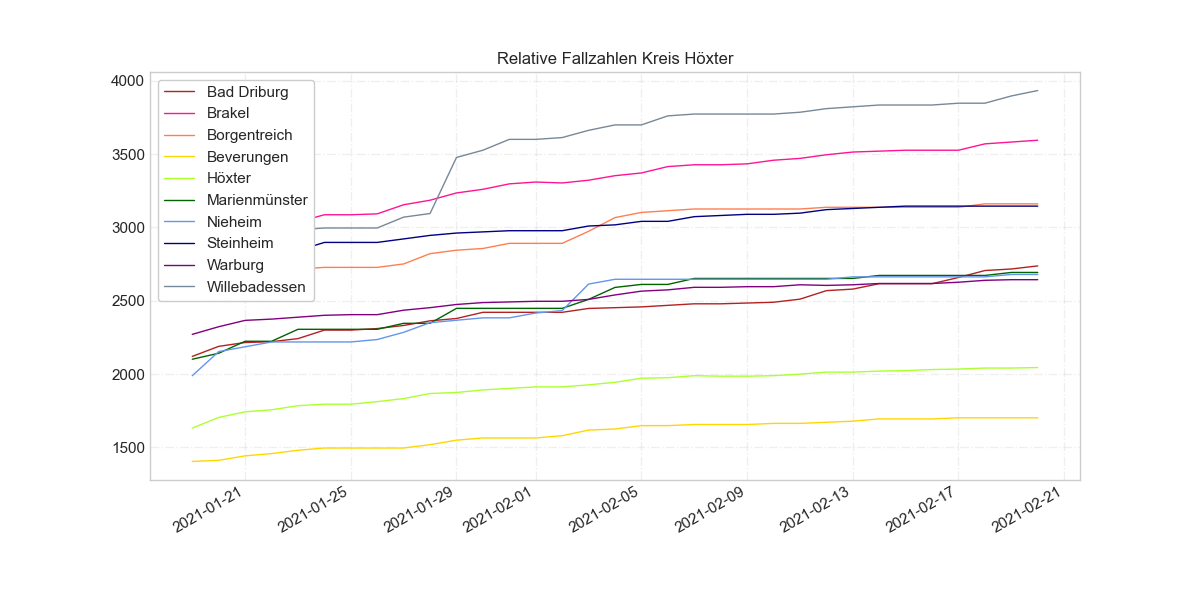 Relative Fallzahlen Kreis Höxter
4000
3500
3000
2500
2000
1500
Bad Driburg
Brakel
Borgentreich
Beverungen
Höxter
Marienmünster
Nieheim
Steinheim
Warburg
Willebadessen
2021-01-21
2021-01-25
2021-01-29
2021-02-01
2021-02-05
2021-02-09
2021-02-13
2021-02-17
2021-02-21